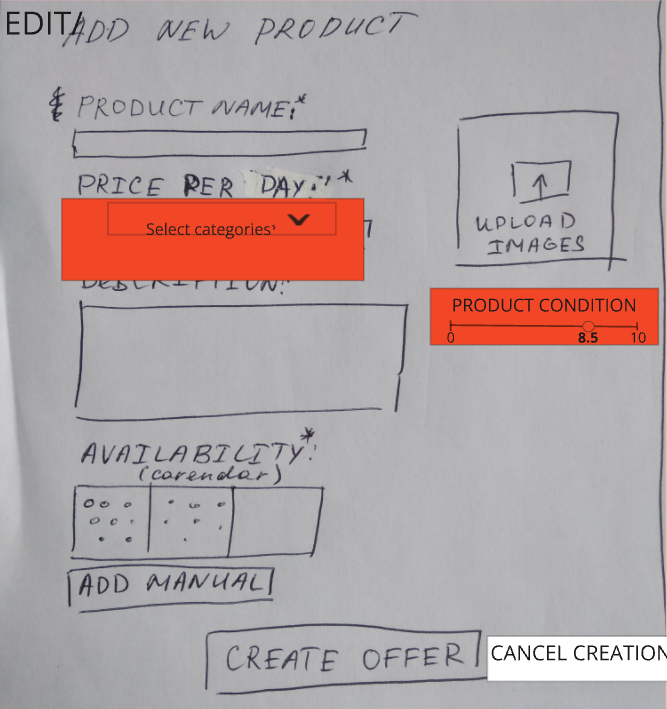 EDIT/ADD NEW PRODUCT
PRODUCT NAME:*
PRICE PER DAY:*
Select categories
DESCRIPTION:
UPLOAD
IMAGES
PRODUCT CONDITION
0 8.5 10
AVAILABILITY*:
(carendar)
ADD MANUAL
CREATE OFFER
CANCEL CREATION